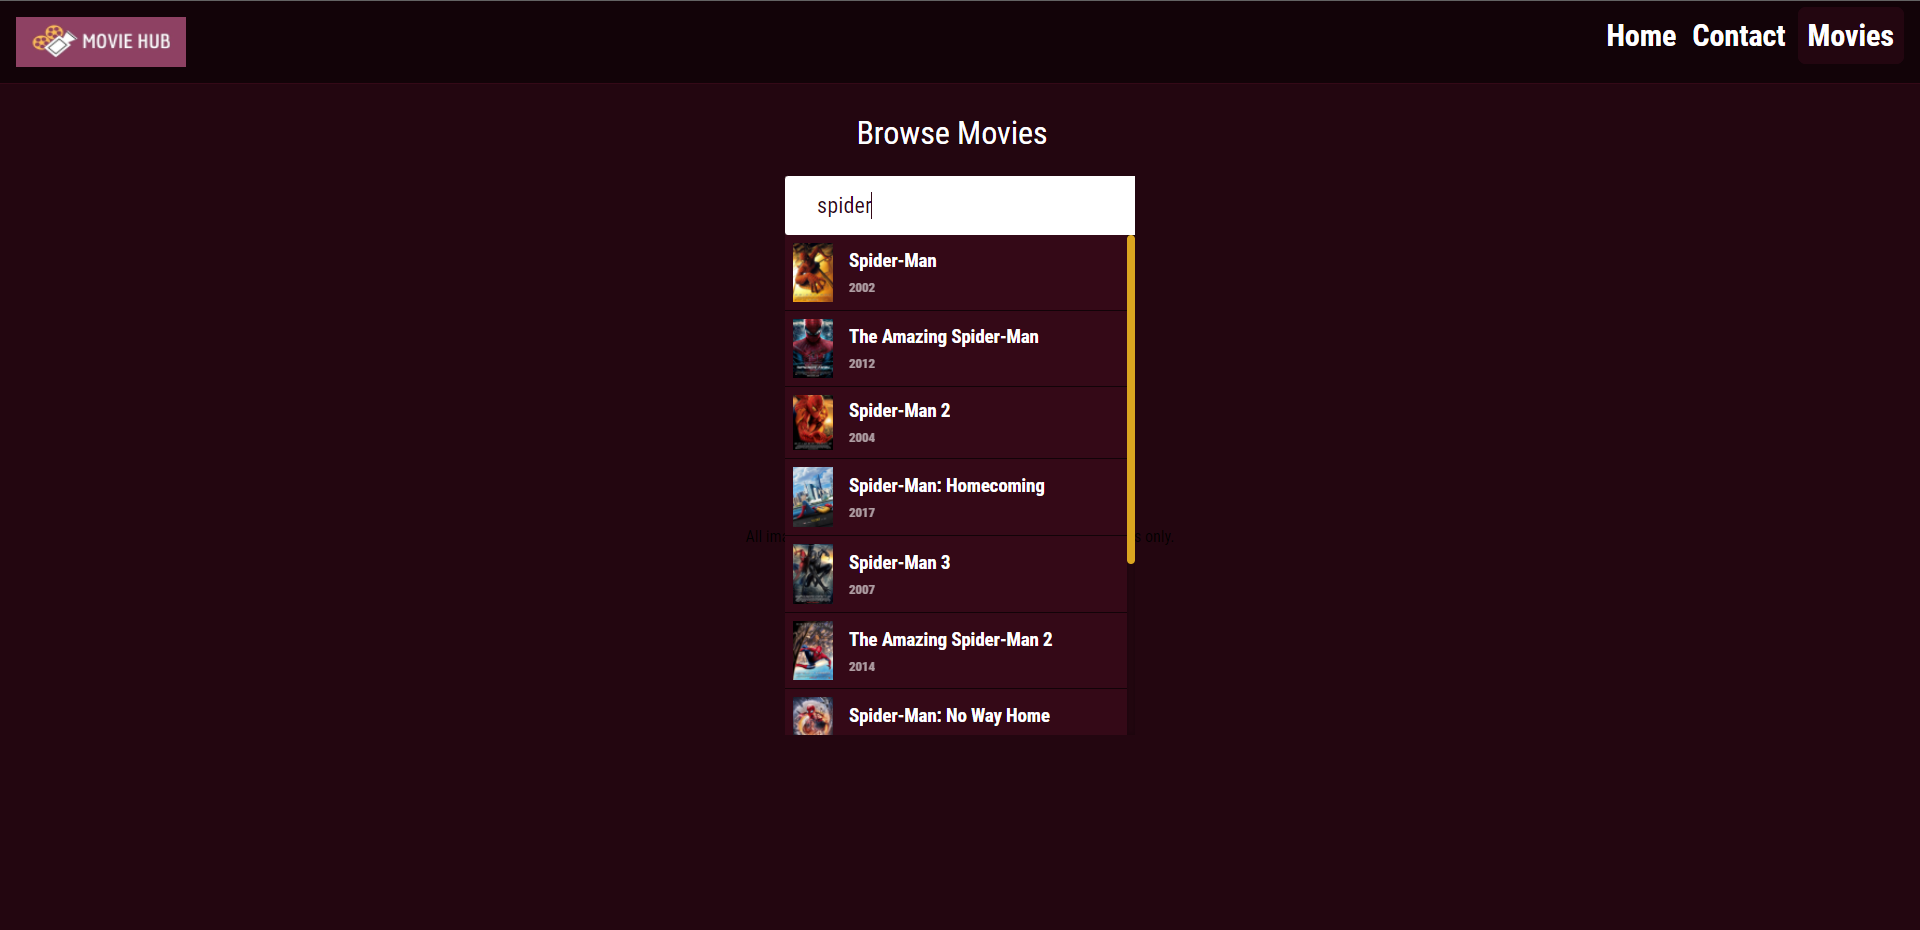 MOVIE HUB
Home Contact Movies
Browse Movies
spider
Spider-Man
2002
The Amazing Spider-Man
2012
Spider-Man 2
2004
Spider-Man: Homecoming
2017
All
only.
Spider-Man 3
2007
The Amazing Spider-Man 2
2014
Spider-Man: No Way Home